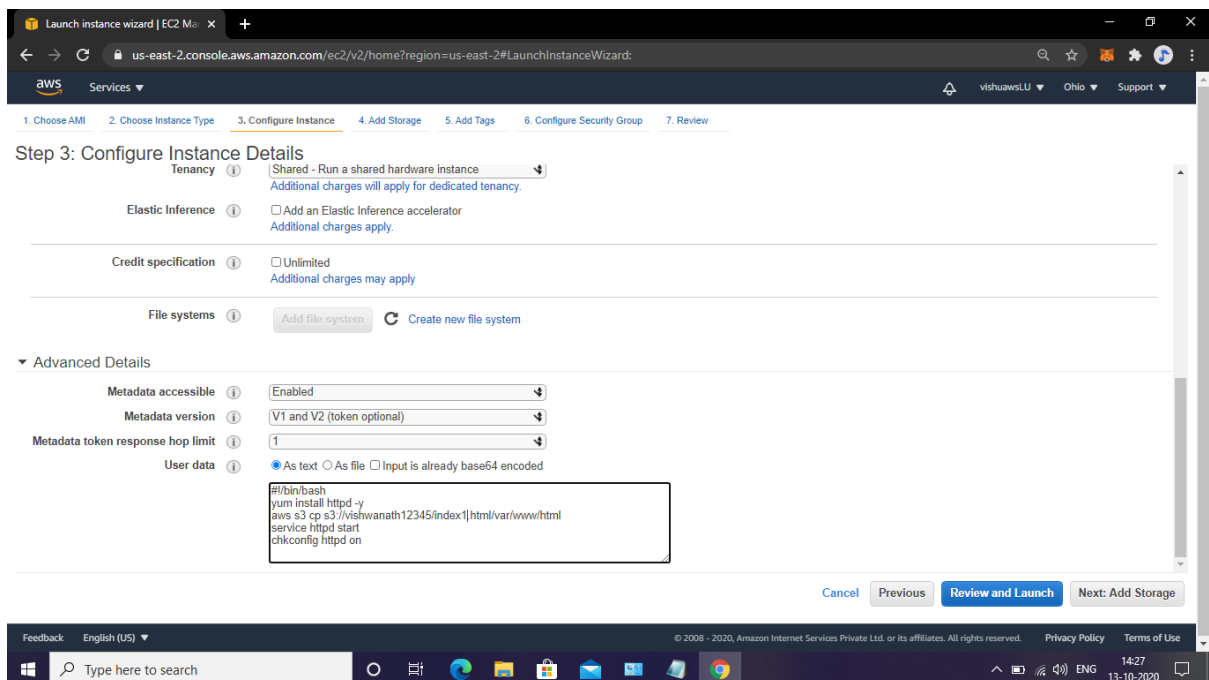 Launch instance wizard | EC2 Ma
us-east-2.console.aws.amazon.com/ec2/v2/home?region=us-east-2#LaunchInstanceWizard:
aws Services vishuawsLU Ohio Support
1. Choose AMI 2. Choose Instance Type 3. Configure Instance 4. Add Storage 5. Add Tags 6. Configure Security Group 7. Review
Step 3: Configure Instance Details
Tenancy Shared - Run a shared hardware instance
Additional charges will apply for dedicated tenancy.
Elastic Inference Add an Elastic Inference accelerator
Additional charges apply.
Credit specification Unlimited
Additional charges may apply
File systems Add file system Create new file system
Advanced Details
Metadata accessible Enabled
Metadata version V1 and V2 (token optional)
Metadata token response hop limit 1
User data As text As file Input is already base64 encoded
#!/bin/bash
yum install httpd -y
aws s3 cp s3://vishwanath12345/index1.html/var/www/html
service httpd start
chkconfig httpd on
Cancel Previous Review and Launch Next: Add Storage
Feedback English (US) © 2008 - 2020, Amazon Internet Services Private Ltd. or its affiliates. All rights reserved. Privacy Policy Terms of Use
Type here to search ENG 14:27
13-10-2020